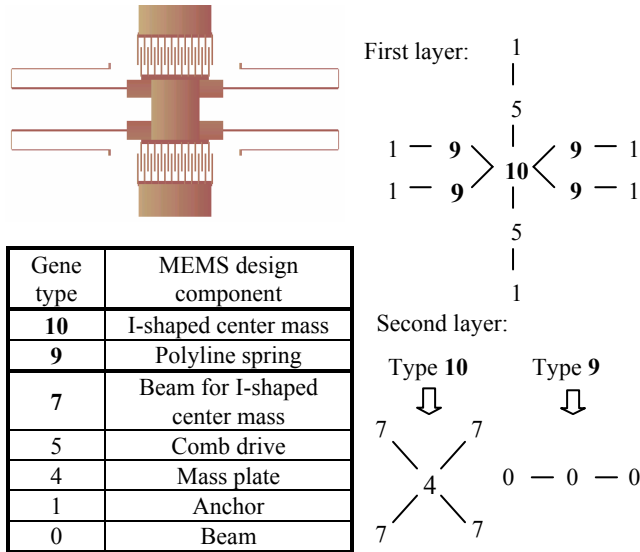 First layer:
1
5
1 — 9 9 — 1
10
1 — 9 9 — 1
5
1
Gene type MEMS design component
10 I-shaped center mass
9 Polyline spring
7 Beam for I-shaped center mass
5 Comb drive
4 Mass plate
1 Anchor
0 Beam
Second layer:
Type 10 Type 9
7 7
4 0 — 0 — 0
7 7